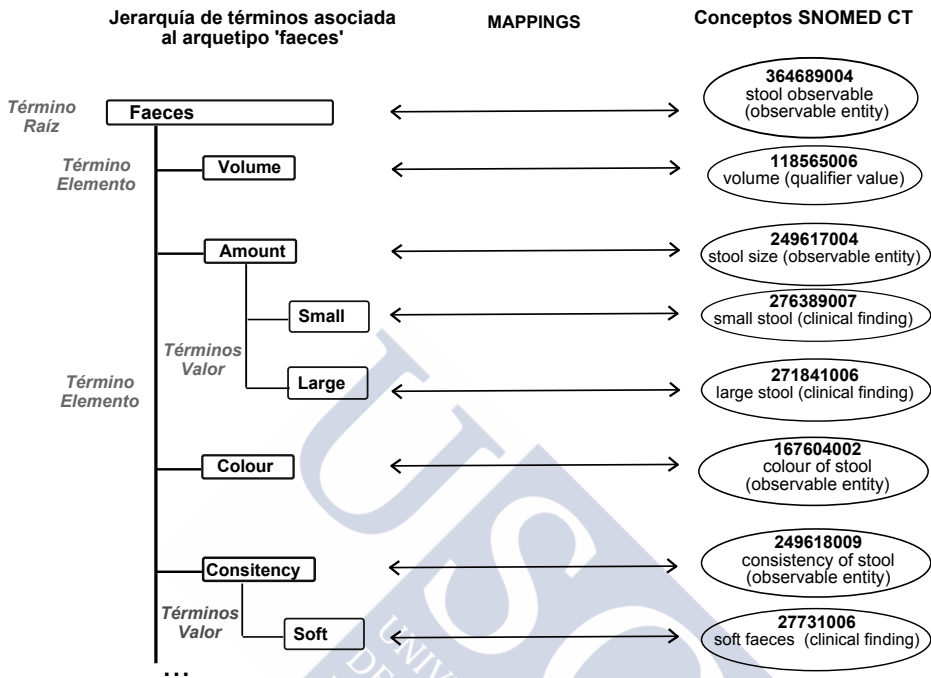 Jerarquía de términos asociada
al arquetipo 'faeces'
MAPPINGS
Conceptos SNOMED CT
Término
Raíz
Faeces
364689004
stool observable
(observable entity)
Término
Elemento
Volume
118565006
volume (qualifier value)
Amount
249617004
stool size (observable entity)
Small
276389007
small stool (clinical finding)
Términos
Valor
Término
Elemento
Large
271841006
large stool (clinical finding)
Colour
167604002
colour of stool
(observable entity)
Consitency
249618009
consistency of stool
(observable entity)
Términos
Valor
Soft
27731006
soft faeces (clinical finding)
...